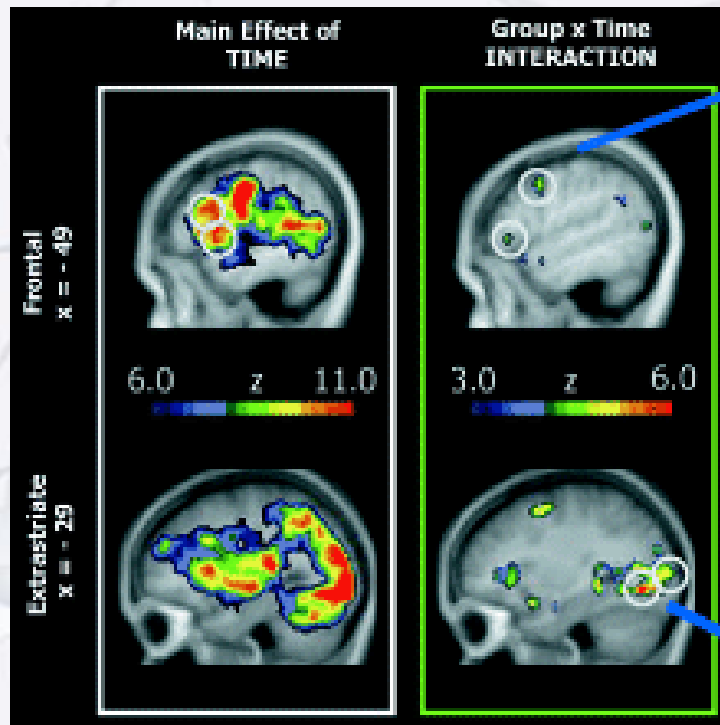 Main Effect of
TIME
Group x Time
INTERACTION
Frontal
x = - 49
6.0 z 11.0
3.0 z 6.0
Extrastriate
x = - 29